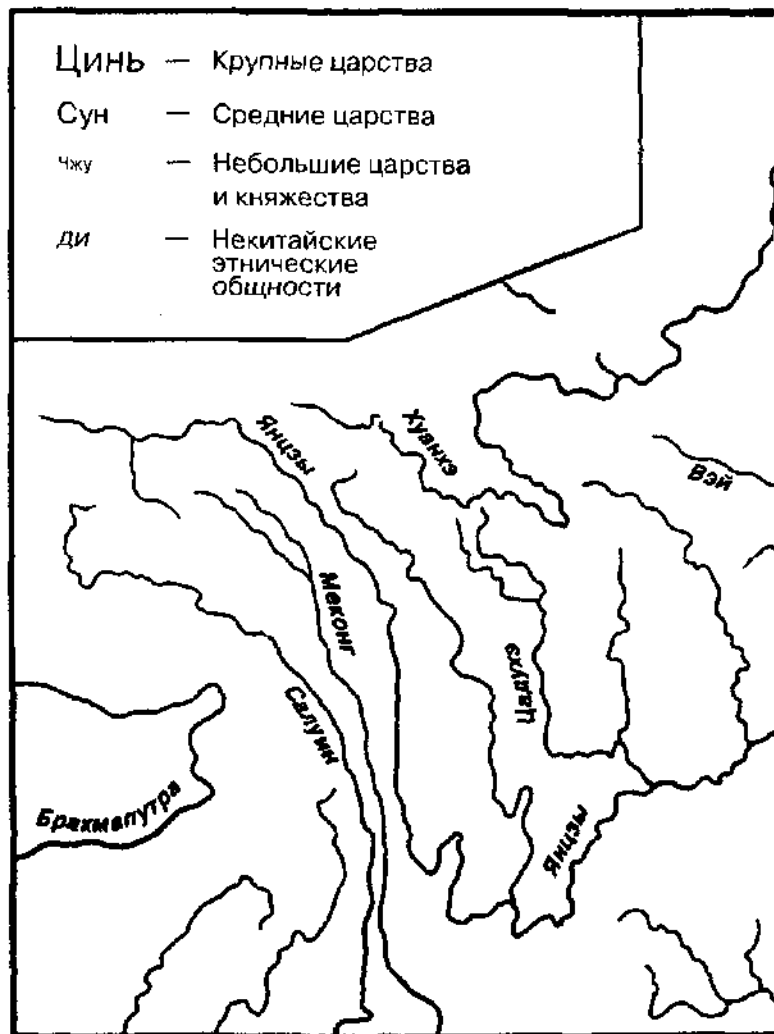 Цинь — Крупные царства
Сун — Средние царства
Чжу — Небольшие царства
и княжества
ди — Некитайские
этнические
общности
Янцзы
Хуанхэ
Вэй
Меконг
Цадухэ
Салуин
Брахмапутра
Янцзы